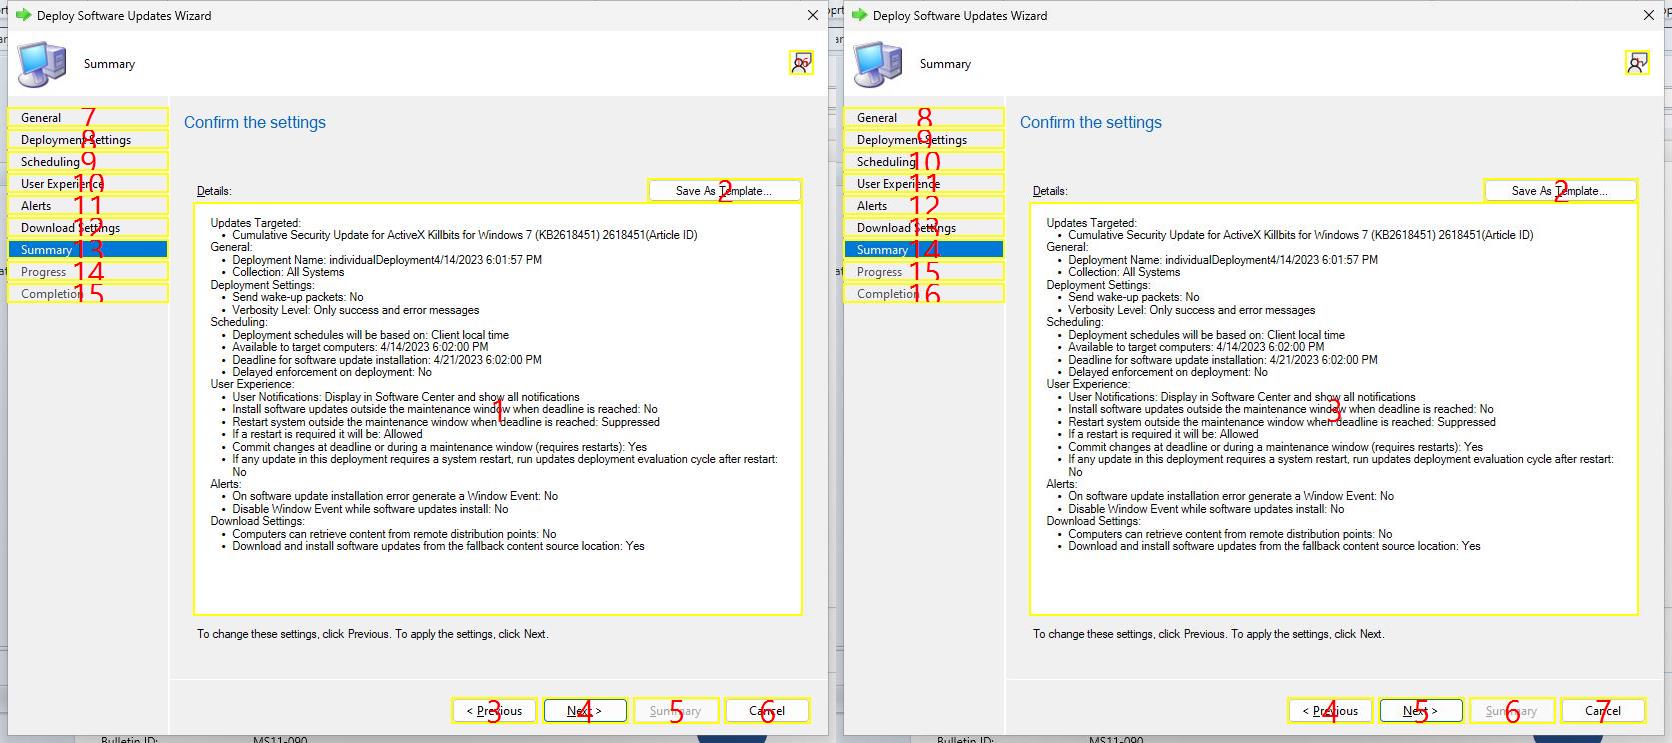 Deploy Software Updates Wizard
Summary
16
General 7
Deployment Settings 8
Scheduling 9
User Experience 10
Alerts 11
Download Settings 12
Summary 13
Progress 14
Completion 15
Confirm the settings
Details:
Save As Template... 2
Updates Targeted:
• Cumulative Security Update for ActiveX Killbits for Windows 7 (KB2618451) 2618451(Article ID)
General:
• Deployment Name: individualDeployment4/14/2023 6:01:57 PM
• Collection: All Systems
Deployment Settings:
• Send wake-up packets: No
• Verbosity Level: Only success and error messages
Scheduling:
• Deployment schedules will be based on: Client local time
• Available to target computers: 4/14/2023 6:02:00 PM
• Deadline for software update installation: 4/21/2023 6:02:00 PM
• Delayed enforcement on deployment: No
User Experience:
• User Notifications: Display in Software Center and show all notifications
• Install software updates outside the maintenance window when deadline is reached: No
1
• Restart system outside the maintenance window when deadline is reached: Suppressed
• If a restart is required it will be: Allowed
• Commit changes at deadline or during a maintenance window (requires restarts): Yes
• If any update in this deployment requires a system restart, run updates deployment evaluation cycle after restart:
No
Alerts:
• On software update installation error generate a Window Event: No
• Disable Window Event while software updates install: No
Download Settings:
• Computers can retrieve content from remote distribution points: No
• Download and install software updates from the fallback content source location: Yes
To change these settings, click Previous. To apply the settings, click Next.
< Previous 3
Next > 4
Summary 5
Cancel 6
Bulletin ID: MS11-090
Deploy Software Updates Wizard
Summary
General 8
Deployment Settings 9
Scheduling 10
User Experience 11
Alerts 12
Download Settings 13
Summary 14
Progress 15
Completion 16
Confirm the settings
Details:
Save As Template... 2
Updates Targeted:
• Cumulative Security Update for ActiveX Killbits for Windows 7 (KB2618451) 2618451(Article ID)
General:
• Deployment Name: individualDeployment4/14/2023 6:01:57 PM
• Collection: All Systems
Deployment Settings:
• Send wake-up packets: No
• Verbosity Level: Only success and error messages
Scheduling:
• Deployment schedules will be based on: Client local time
• Available to target computers: 4/14/2023 6:02:00 PM
• Deadline for software update installation: 4/21/2023 6:02:00 PM
• Delayed enforcement on deployment: No
User Experience:
• User Notifications: Display in Software Center and show all notifications
• Install software updates outside the maintenance window when deadline is reached: No
3
• Restart system outside the maintenance window when deadline is reached: Suppressed
• If a restart is required it will be: Allowed
• Commit changes at deadline or during a maintenance window (requires restarts): Yes
• If any update in this deployment requires a system restart, run updates deployment evaluation cycle after restart:
No
Alerts:
• On software update installation error generate a Window Event: No
• Disable Window Event while software updates install: No
Download Settings:
• Computers can retrieve content from remote distribution points: No
• Download and install software updates from the fallback content source location: Yes
To change these settings, click Previous. To apply the settings, click Next.
< Previous 4
Next > 5
Summary 6
Cancel 7
Bulletin ID: MS11-090